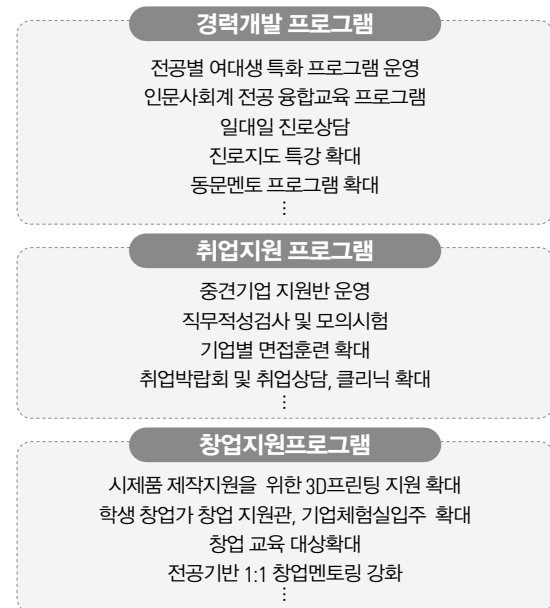 경력개발 프로그램
전공별 여대생 특화 프로그램 운영
인문사회계 전공 융합교육 프로그램
일대일 진로상담
진로지도 특강 확대
동문멘토 프로그램 확대
⋮
취업지원 프로그램
중견기업 지원반 운영
직무적성검사 및 모의시험
기업별 면접훈련 확대
취업박람회 및 취업상담, 클리닉 확대
⋮
창업지원프로그램
시제품 제작지원을 위한 3D프린팅 지원 확대
학생 창업가 창업 지원관, 기업체험실입주 확대
창업 교육 대상확대
전공기반 1:1 창업멘토링 강화
⋮